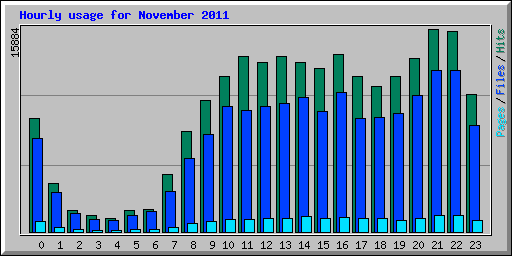 Hourly usage for November 2011
15884
Pages/Files/Hits
0 1 2 3 4 5 6 7 8 9 10 11 12 13 14 15 16 17 18 19 20 21 22 23